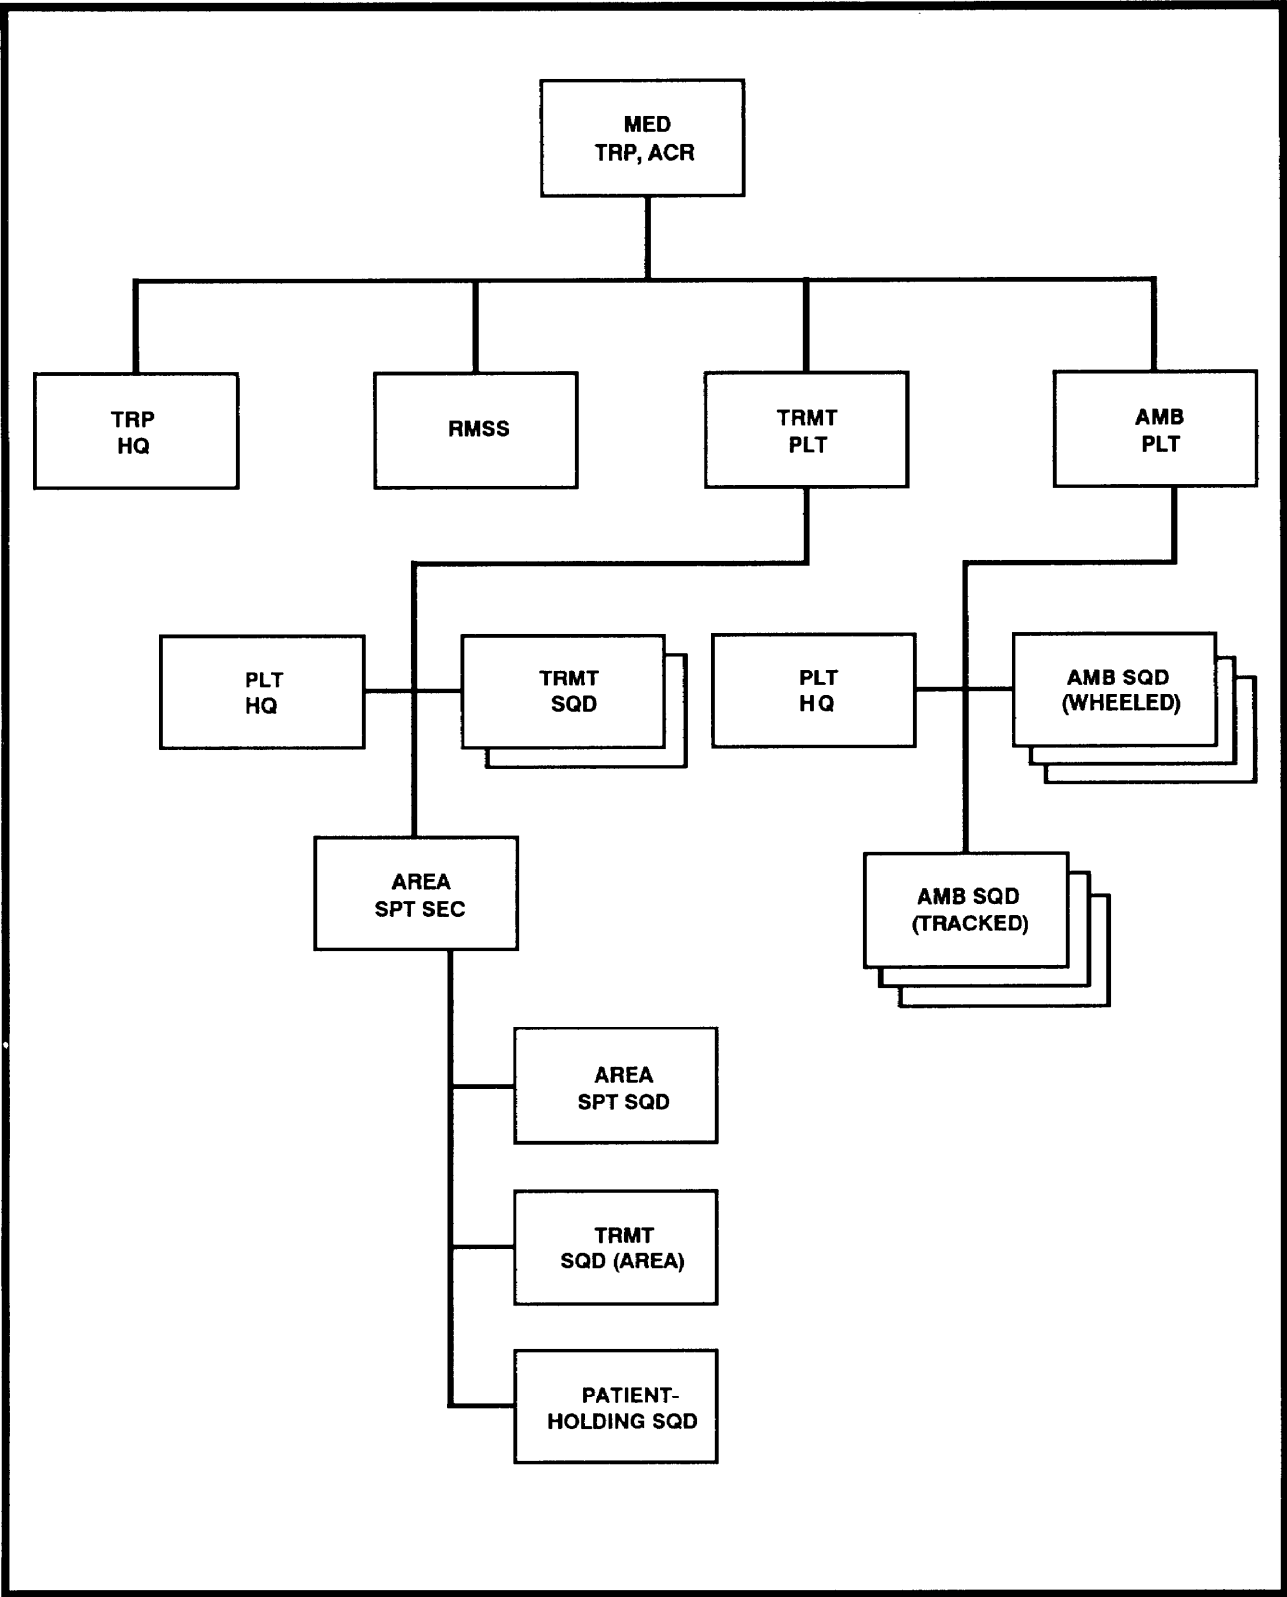 MED
TRP, ACR
TRP
HQ
RMSS
TRMT
PLT
AMB
PLT
PLT
HQ
TRMT
SQD
PLT
HQ
AMB SQD
(WHEELED)
AREA
SPT SEC
AMB SQD
(TRACKED)
AREA
SPT SQD
TRMT
SQD (AREA)
PATIENT-
HOLDING SQD